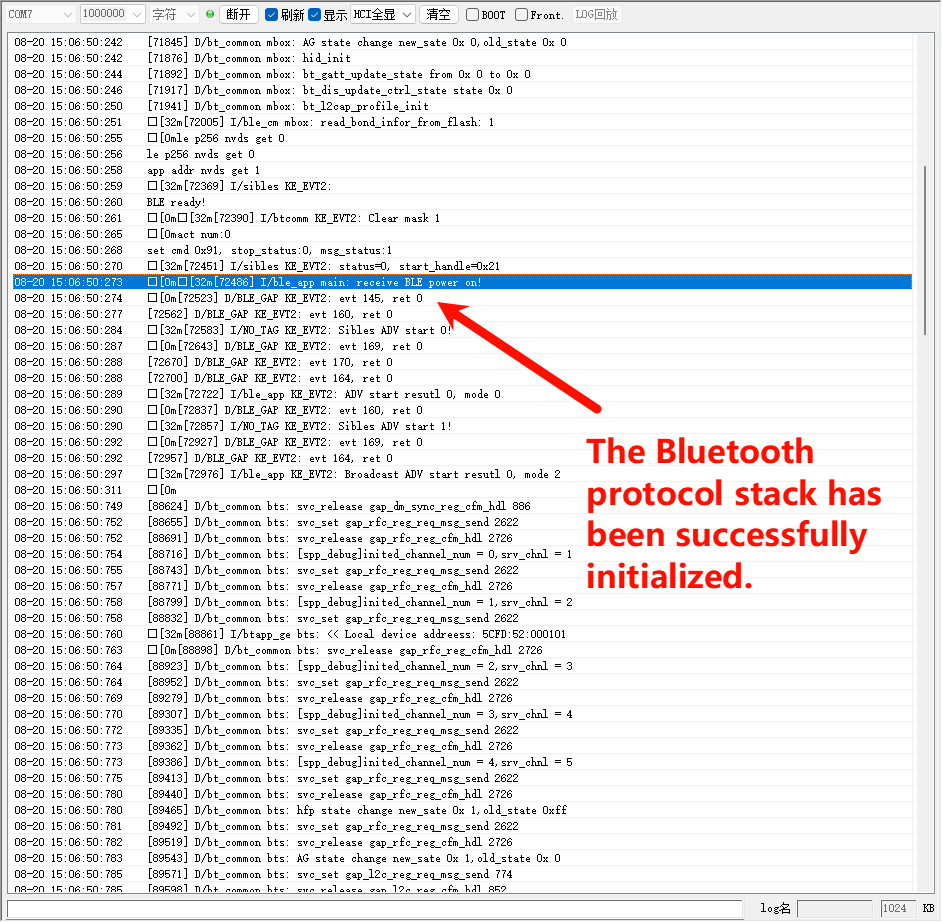 COM7 1000000 字符 断开 刷新 显示 HCI全显 清空 BOOT Front. LOG回放
08-20 15:06:50:242 [71845] D/bt_common mbox: AG state change new_sate 0x 0,old_state 0x 0
08-20 15:06:50:242 [71876] D/bt_common mbox: hid_init
08-20 15:06:50:244 [71892] D/bt_common mbox: bt_gatt_update_state from 0x 0 to 0x 0
08-20 15:06:50:246 [71917] D/bt_common mbox: bt_dis_update_ctrl_state state 0x 0
08-20 15:06:50:250 [71941] D/bt_common mbox: bt_l2cap_profile_init
08-20 15:06:50:251 □[32m[72005] I/ble_cm mbox: read_bond_infor_from_flash: 1
08-20 15:06:50:255 □[0mle p256 nvds get 0
08-20 15:06:50:256 le p256 nvds get 0
08-20 15:06:50:258 app addr nvds get 1
08-20 15:06:50:259 □[32m[72369] I/sibles KE_EVT2:
08-20 15:06:50:260 BLE ready!
08-20 15:06:50:261 □[0m□[32m[72390] I/btcomm KE_EVT2: Clear mask 1
08-20 15:06:50:265 □[0mact num:0
08-20 15:06:50:268 set cmd 0x91, stop_status:0, msg_status:1
08-20 15:06:50:270 □[32m[72451] I/sibles KE_EVT2: status=0, start_handle=0x21
08-20 15:06:50:273 □[0m□[32m[72486] I/ble_app main: receive BLE power on!
08-20 15:06:50:274 □[0m[72523] D/BLE_GAP KE_EVT2: evt 145, ret 0
08-20 15:06:50:277 [72562] D/BLE_GAP KE_EVT2: evt 160, ret 0
08-20 15:06:50:284 □[32m[72583] I/NO_TAG KE_EVT2: Sibles ADV start 0!
08-20 15:06:50:287 □[0m[72643] D/BLE_GAP KE_EVT2: evt 169, ret 0
08-20 15:06:50:288 [72670] D/BLE_GAP KE_EVT2: evt 170, ret 0
08-20 15:06:50:288 [72700] D/BLE_GAP KE_EVT2: evt 164, ret 0
08-20 15:06:50:289 □[32m[72722] I/ble_app KE_EVT2: ADV start resutl 0, mode 0
08-20 15:06:50:290 □[0m[72837] D/BLE_GAP KE_EVT2: evt 160, ret 0
08-20 15:06:50:290 □[32m[72857] I/NO_TAG KE_EVT2: Sibles ADV start 1!
08-20 15:06:50:292 □[0m[72927] D/BLE_GAP KE_EVT2: evt 169, ret 0
08-20 15:06:50:292 [72957] D/BLE_GAP KE_EVT2: evt 164, ret 0
08-20 15:06:50:297 □[32m[72976] I/ble_app KE_EVT2: Broadcast ADV start resutl 0, mode 2
08-20 15:06:50:311 □[0m
08-20 15:06:50:749 [88624] D/bt_common bts: svc_release gap_dm_sync_reg_cfm_hdl 886
08-20 15:06:50:752 [88655] D/bt_common bts: svc_set gap_rfc_reg_req_msg_send 2622
08-20 15:06:50:752 [88691] D/bt_common bts: svc_release gap_rfc_reg_cfm_hdl 2726
08-20 15:06:50:754 [88716] D/bt_common bts: [spp_debug]inited_channel_num = 0,srv_chnl = 1
08-20 15:06:50:755 [88743] D/bt_common bts: svc_set gap_rfc_reg_req_msg_send 2622
08-20 15:06:50:757 [88771] D/bt_common bts: svc_release gap_rfc_reg_cfm_hdl 2726
08-20 15:06:50:758 [88799] D/bt_common bts: [spp_debug]inited_channel_num = 1,srv_chnl = 2
08-20 15:06:50:758 [88832] D/bt_common bts: svc_set gap_rfc_reg_req_msg_send 2622
08-20 15:06:50:760 □[32m[88861] I/btapp_ge bts: << Local device addreess: 5CFD:52:000101
08-20 15:06:50:763 □[0m[88898] D/bt_common bts: svc_release gap_rfc_reg_cfm_hdl 2726
08-20 15:06:50:764 [88923] D/bt_common bts: [spp_debug]inited_channel_num = 2,srv_chnl = 3
08-20 15:06:50:764 [88952] D/bt_common bts: svc_set gap_rfc_reg_req_msg_send 2622
08-20 15:06:50:769 [89279] D/bt_common bts: svc_release gap_rfc_reg_cfm_hdl 2726
08-20 15:06:50:770 [89307] D/bt_common bts: [spp_debug]inited_channel_num = 3,srv_chnl = 4
08-20 15:06:50:772 [89335] D/bt_common bts: svc_set gap_rfc_reg_req_msg_send 2622
08-20 15:06:50:773 [89362] D/bt_common bts: svc_release gap_rfc_reg_cfm_hdl 2726
08-20 15:06:50:773 [89386] D/bt_common bts: [spp_debug]inited_channel_num = 4,srv_chnl = 5
08-20 15:06:50:775 [89413] D/bt_common bts: svc_set gap_rfc_reg_req_msg_send 2622
08-20 15:06:50:780 [89440] D/bt_common bts: svc_release gap_rfc_reg_cfm_hdl 2726
08-20 15:06:50:780 [89465] D/bt_common bts: hfp state change new_sate 0x 1,old_state 0xff
08-20 15:06:50:781 [89492] D/bt_common bts: svc_set gap_rfc_reg_req_msg_send 2622
08-20 15:06:50:782 [89519] D/bt_common bts: svc_release gap_rfc_reg_cfm_hdl 2726
08-20 15:06:50:783 [89543] D/bt_common bts: AG state change new_sate 0x 1,old_state 0x 0
08-20 15:06:50:785 [89571] D/bt_common bts: svc_set gap_l2c_reg_req_msg_send 774
08-20 15:06:50:785 [89598] D/bt_common bts: svc_release gap_l2c_reg_cfm_hdl 852
The Bluetooth
protocol stack has
been successfully
initialized.
log名 1024 KB